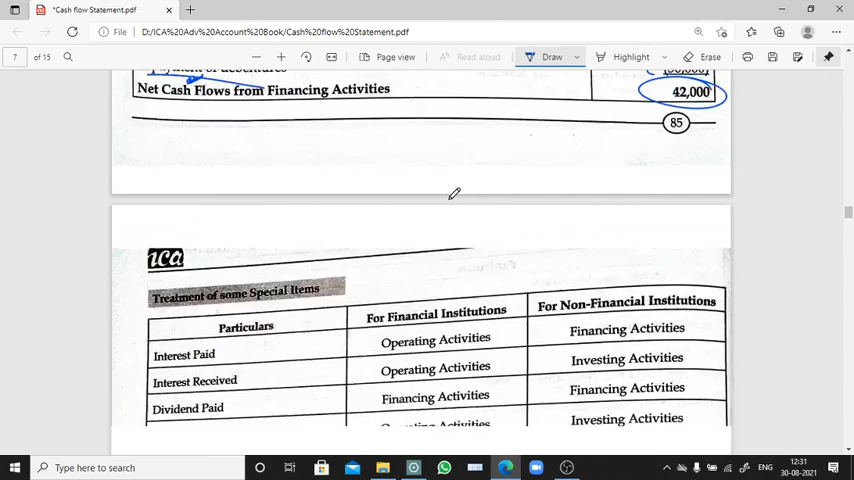 *Cash flow Statement.pdf
File D:/ICA%20Adv%20Account%20Book/Cash%20flow%20Statement.pdf
7 of 15 Page view Read aloud Draw Highlight Erase
Net Cash Flows from Financing Activities 42,000
85
ica
Treatment of some Special Items
Particulars For Financial Institutions For Non-Financial Institutions
Interest Paid Operating Activities Financing Activities
Interest Received Operating Activities Investing Activities
Dividend Paid Financing Activities Financing Activities
Operating Activities Investing Activities
Type here to search
ENG
12:31
30-08-2021